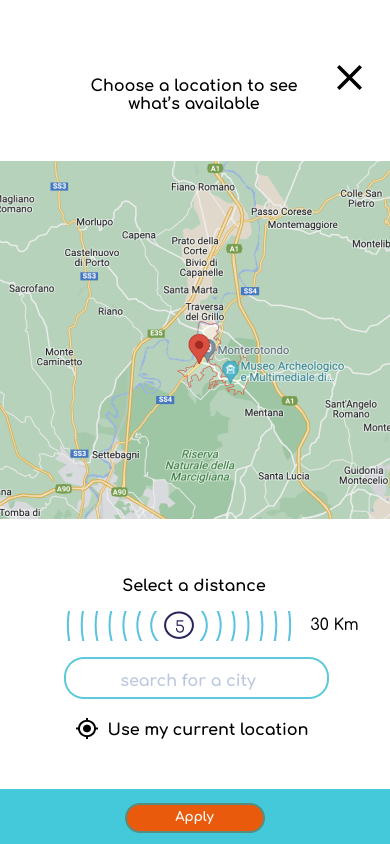 Choose a location to see
what's available
A1
Fiano Romano
SS3
Colle San
Pietro
Magliano
Romano
Passo Corese
Morlupo
Montemaggiore
Capena
Prato della
Corte
Montelib
A1
Castelnuovo
di Porto
Bivio di
Capanelle
SS3
Sacrofano
Santa Marta
SS4
Riano
Traversa
del Grillo
E35
Monterotondo
Monte
Caminetto
Museo Archeologico
e Multimediale di...
SS4
A1
Sant'Angelo
Romano
Mentana
Monte
SS3
Settebagni
Riserva
Naturale della
Marcigliana
Santa Lucia
Guidonia
Montecelio
na
A90
A90
Tomba di
Select a distance
5
30 Km
search for a city
Use my current location
Apply